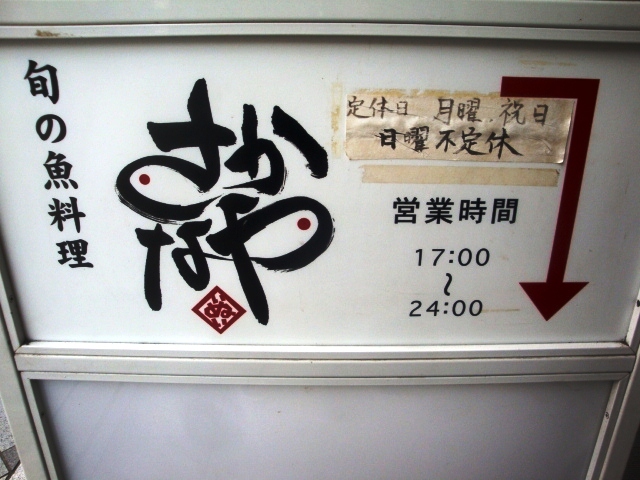 旬の魚料理
さかなや
定休日 月曜 祝日
日曜不定休
営業時間
17:00
〜
24:00